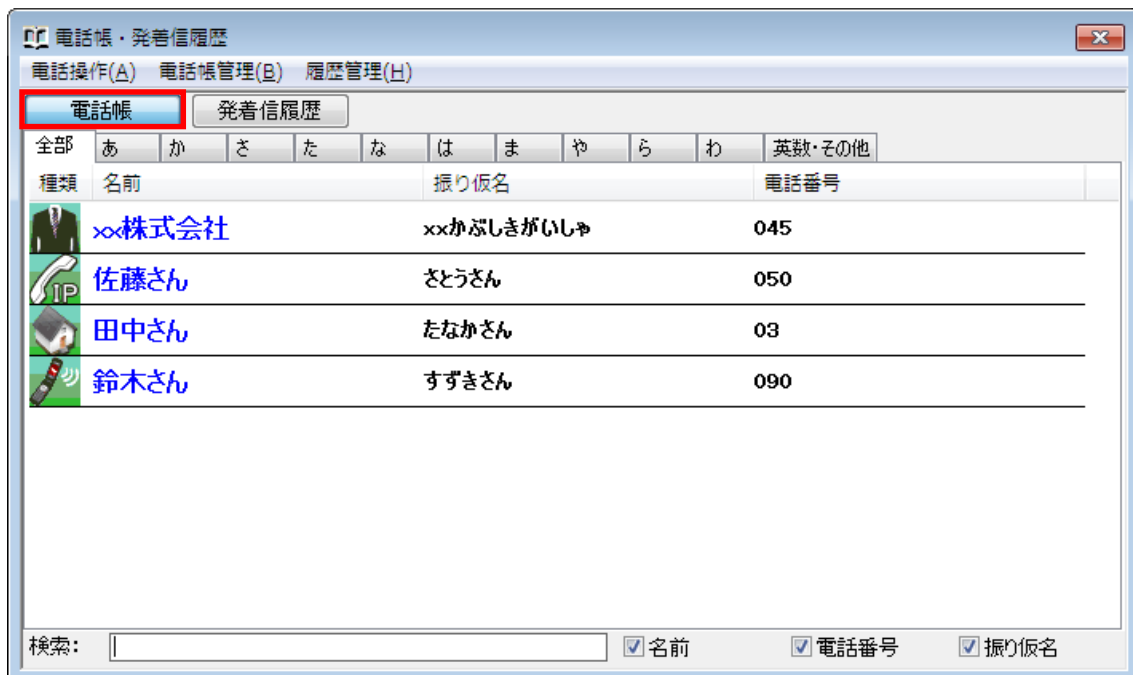 電話帳・発着信履歴
電話操作(A) 電話帳管理(B) 履歴管理(H)
電話帳 発着信履歴
全部 あ か さ た な は ま や ら わ 英数・その他
種類 名前 振り仮名 電話番号
xx株式会社 xxかぶしきがいしゃ 045
IP 佐藤さん さとうさん 050
田中さん たなかさん 03
鈴木さん すずきさん 090
検索: 名前 電話番号 振り仮名